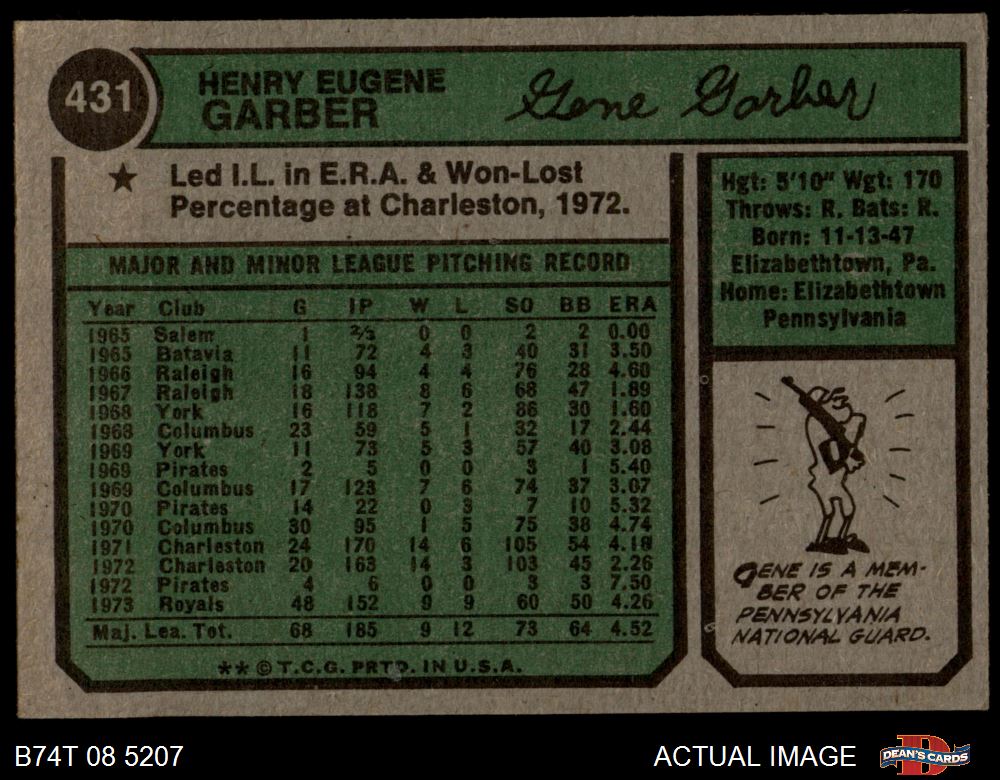 431
HENRY EUGENE
GARBER
Gene Garber
★ Led I.L. in E.R.A. & Won-Lost
Percentage at Charleston, 1972.
MAJOR AND MINOR LEAGUE PITCHING RECORD
Year Club G IP W L SO BB ERA
1965 Salem 1 2/3 0 0 2 2 0.00
1965 Batavia 11 72 4 3 40 31 3.50
1966 Raleigh 16 94 4 4 76 28 4.60
1967 Raleigh 18 138 8 6 68 47 1.89
1968 York 16 118 7 2 86 30 1.60
1968 Columbus 23 59 5 1 32 17 2.44
1969 York 11 73 5 3 57 40 3.08
1969 Pirates 2 5 0 0 3 1 5.40
1969 Columbus 17 123 7 6 74 37 3.07
1970 Pirates 14 22 0 3 7 10 5.32
1970 Columbus 30 95 1 5 75 38 4.74
1971 Charleston 24 170 14 6 105 54 4.18
1972 Charleston 20 163 14 3 103 45 2.26
1972 Pirates 4 6 0 0 3 3 7.50
1973 Royals 48 152 9 9 60 50 4.26
Maj. Lea. Tot. 68 185 9 12 73 64 4.52
** © T.C.G. PRTD. IN U.S.A.
Hgt: 5'10" Wgt: 170
Throws: R. Bats: R.
Born: 11-13-47
Elizabethtown, Pa.
Home: Elizabethtown
Pennsylvania
GENE IS A MEM-
BER OF THE
PENNSYLVANIA
NATIONAL GUARD.
B74T 08 5207
ACTUAL IMAGE
DEAN'S CARDS